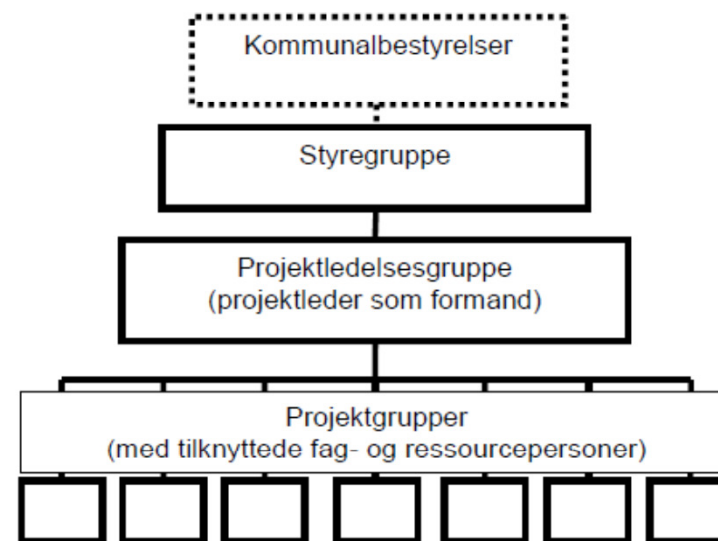 Kommunalbestyrelser
Styregruppe
Projektledelsesgruppe
(projektleder som formand)
Projektgrupper
(med tilknyttede fag- og ressourcepersoner)